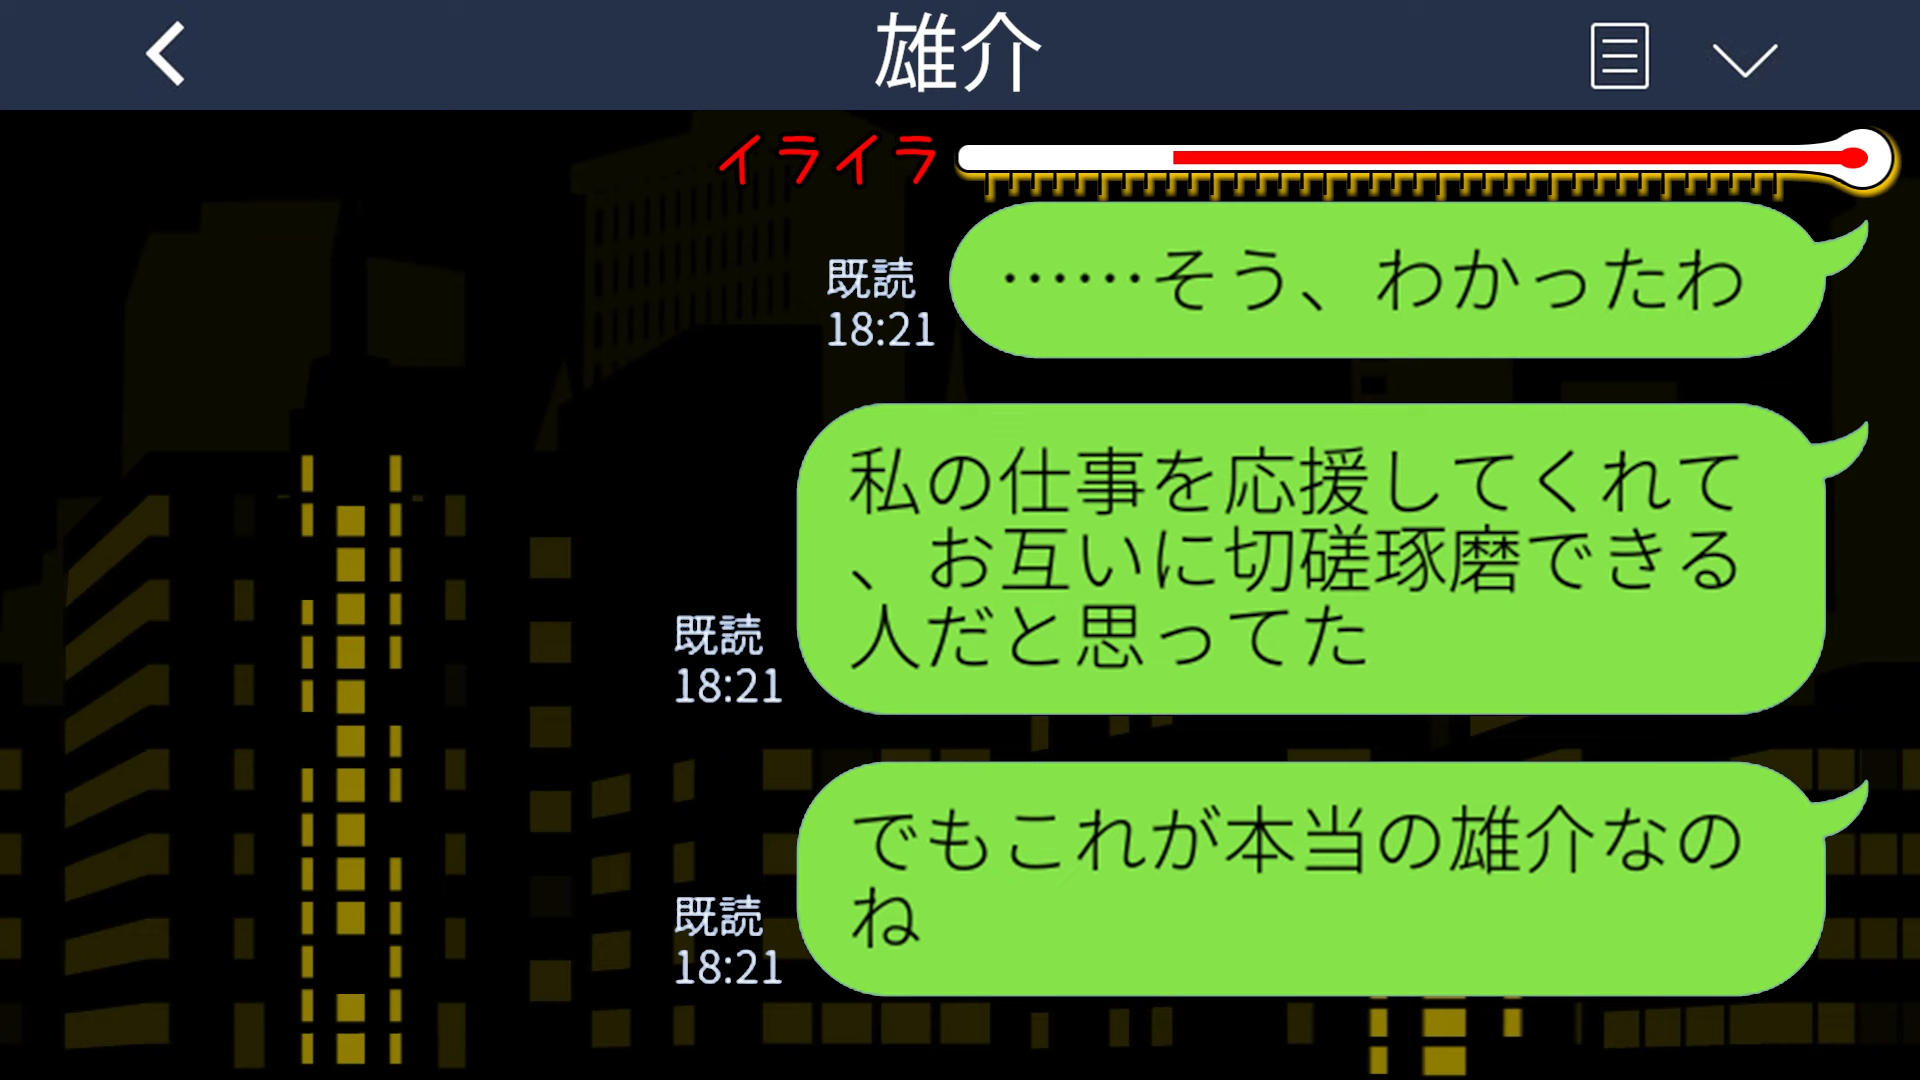 雄介
イライラ
……そう、わかったわ
既読
18:21
私の仕事を応援してくれて
、お互いに切磋琢磨できる
人だと思ってた
既読
18:21
でもこれが本当の雄介なの
ね
既読
18:21